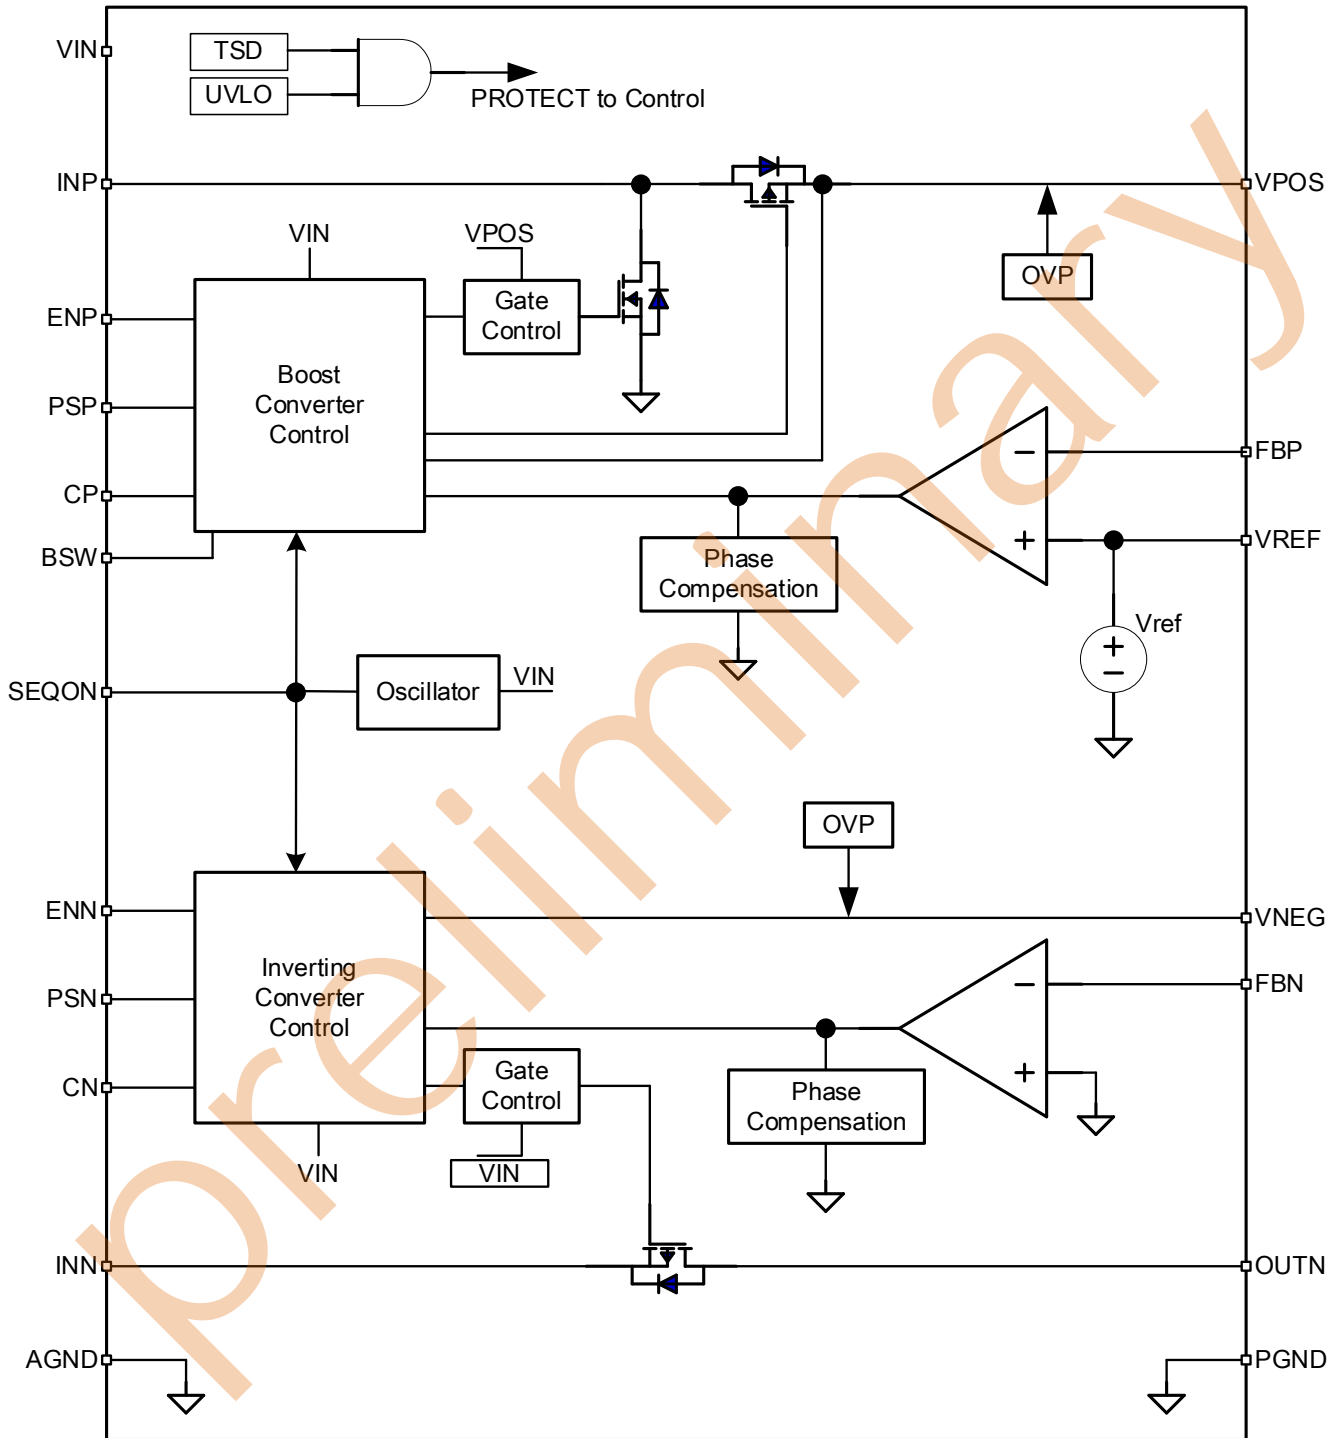 VIN
TSD
UVLO
PROTECT to Control
INP
VPOS
VIN
VPOS
OVP
ENP
Gate
Control
Boost
Converter
Control
PSP
FBP
CP
VREF
BSW
Phase
Compensation
Vref
SEQON
Oscillator
VIN
OVP
ENN
VNEG
Inverting
Converter
Control
FBN
PSN
Gate
Control
Phase
Compensation
CN
VIN
VIN
INN
OUTN
AGND
PGND
preliminary